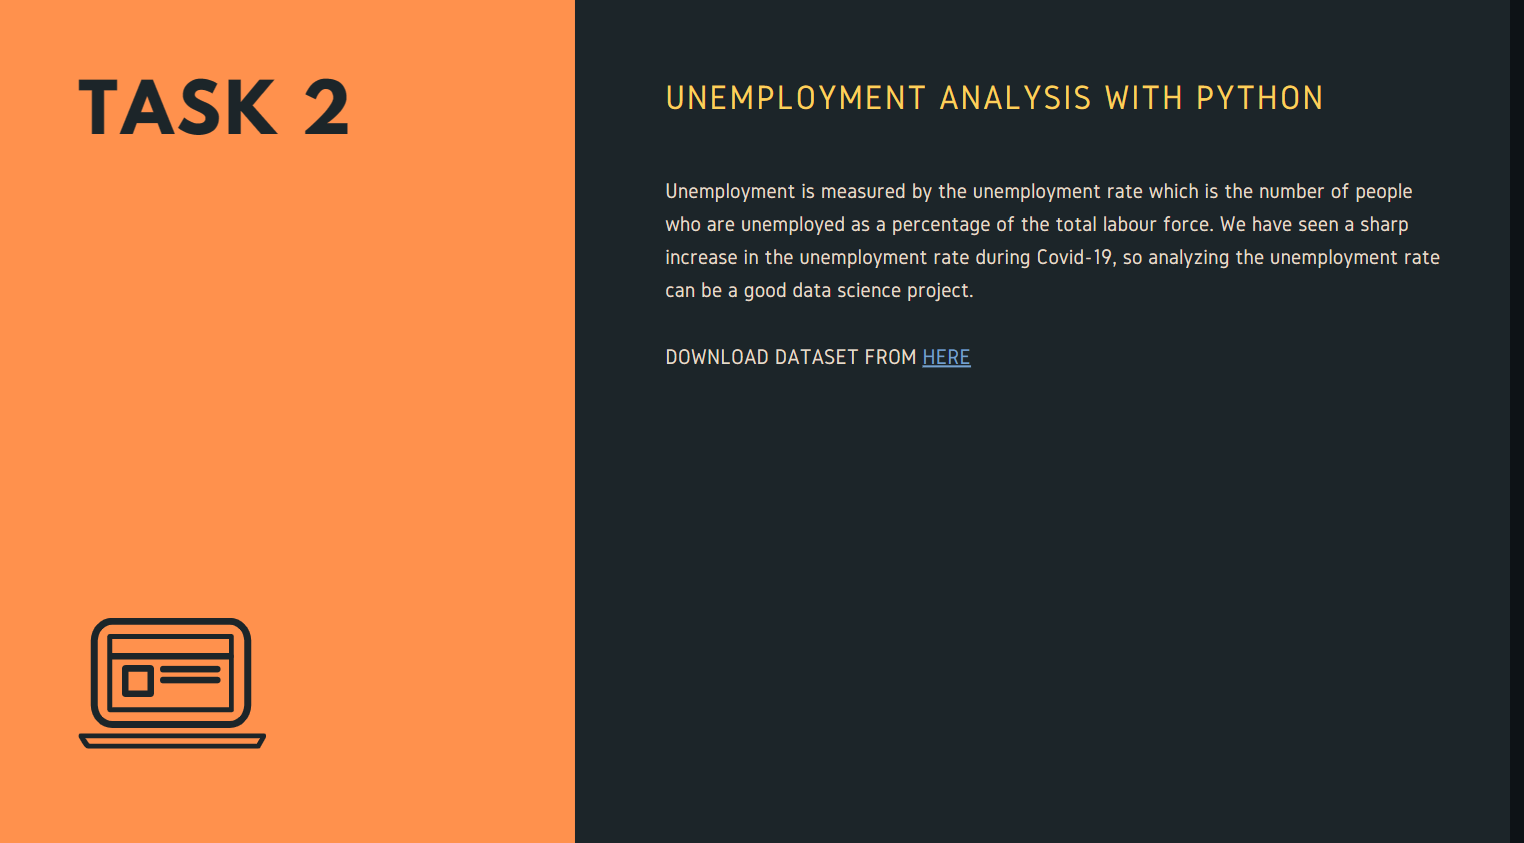 TASK 2
UNEMPLOYMENT ANALYSIS WITH PYTHON
Unemployment is measured by the unemployment rate which is the number of people
who are unemployed as a percentage of the total labour force. We have seen a sharp
increase in the unemployment rate during Covid-19, so analyzing the unemployment rate
can be a good data science project.
DOWNLOAD DATASET FROM HERE